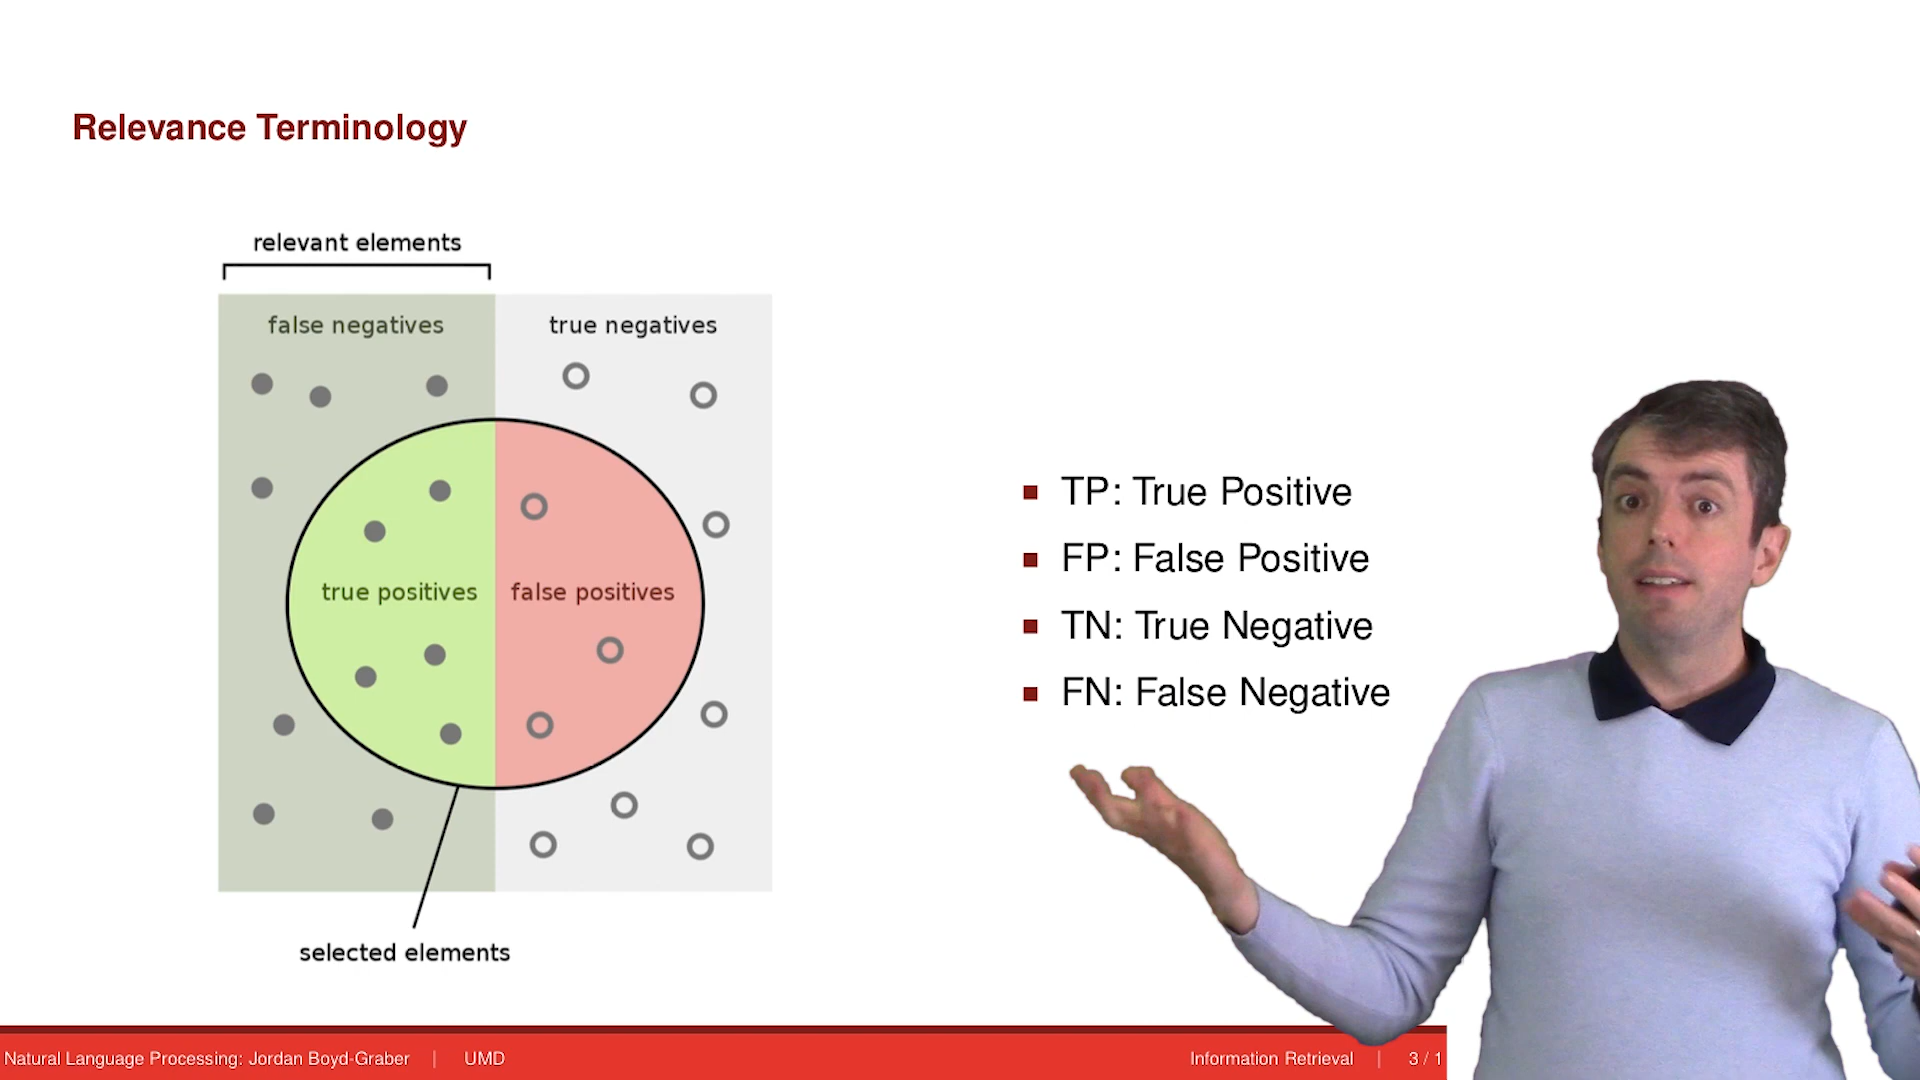 Relevance Terminology
relevant elements
false negatives
true negatives
true positives
false positives
selected elements
TP: True Positive
FP: False Positive
TN: True Negative
FN: False Negative
Natural Language Processing: Jordan Boyd-Graber | UMD
Information Retrieval | 3 / 1